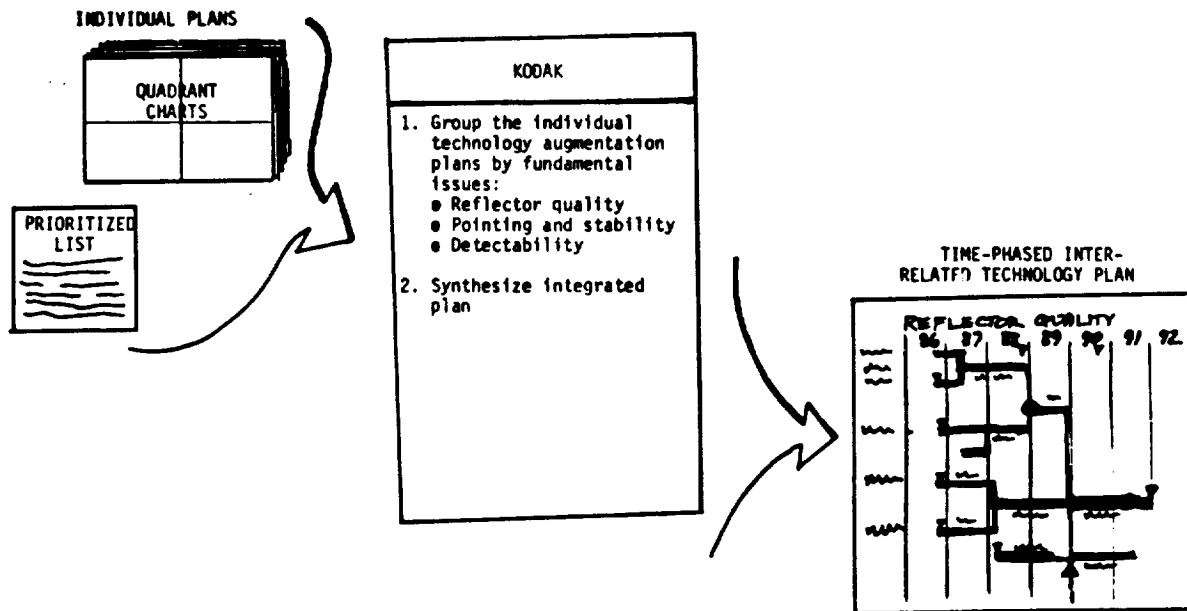 INDIVIDUAL PLANS
QUADRANT
CHARTS
PRIORITIZED
LIST
KODAK
1. Group the individual
technology augmentation
plans by fundamental
issues:
● Reflector quality
● Pointing and stability
● Detectability
2. Synthesize integrated
plan
TIME-PHASED INTER-
RELATED TECHNOLOGY PLAN
REFLECTOR QUALITY
86 87 88 89 90 91 92